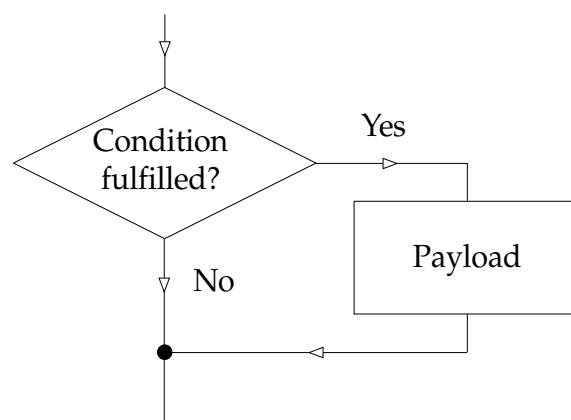 Condition
fulfilled?
Yes
Payload
No